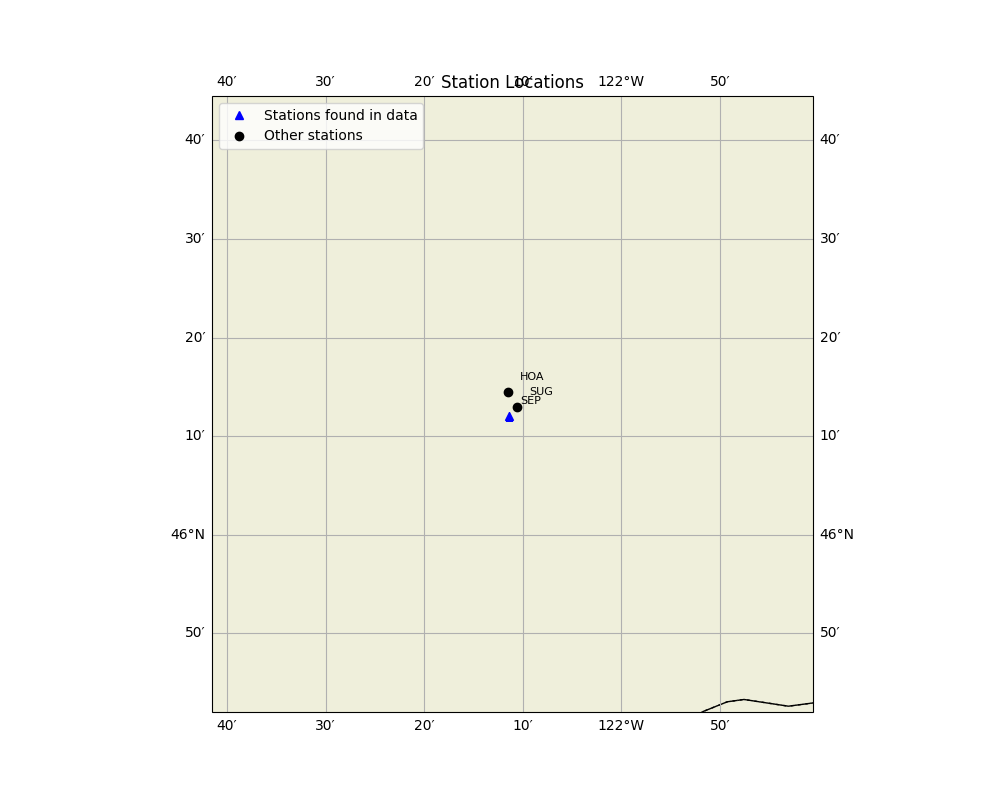 Station Locations
40′ 30′ 20′ 10′ 122°W 50′
Stations found in data
Other stations
40′ 40′
30′ 30′
20′ 20′
HOA
SUG
SEP
10′ 10′
46°N 46°N
50′ 50′
40′ 30′ 20′ 10′ 122°W 50′